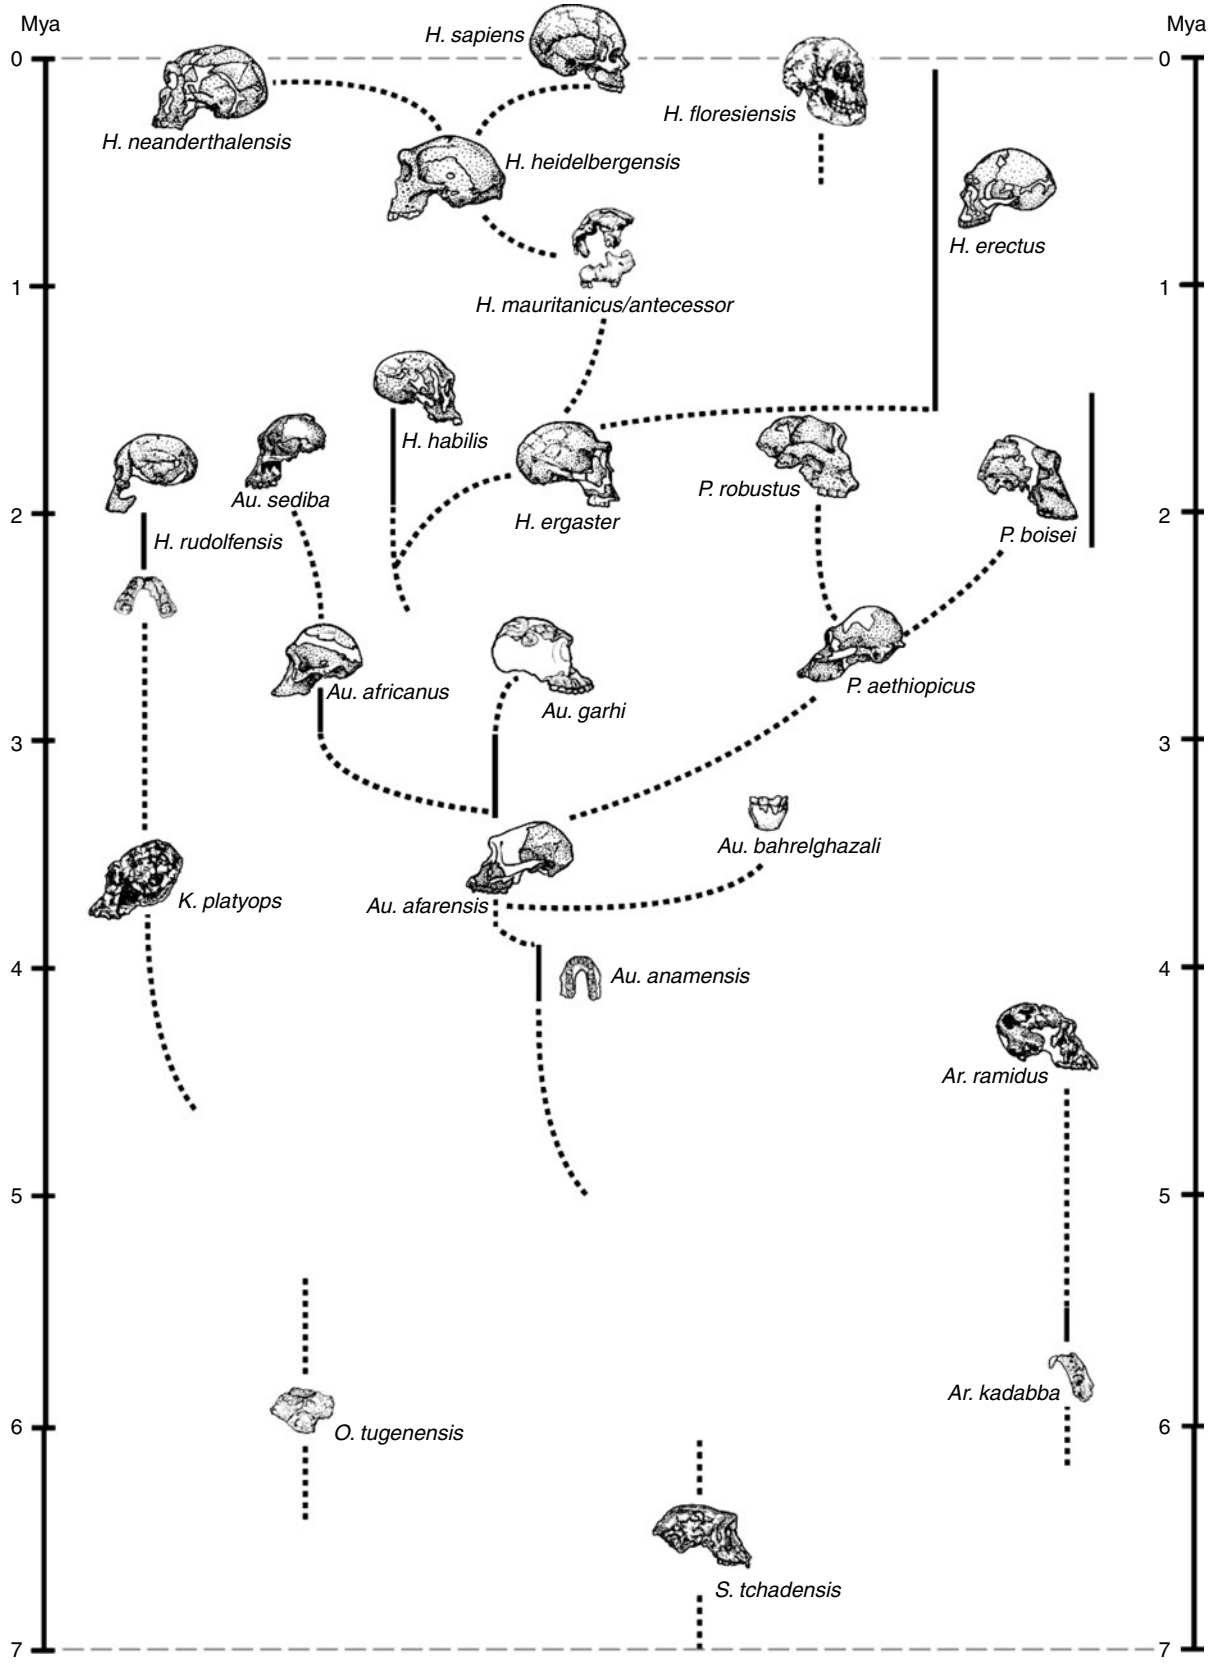 Mya
Mya
0
0
H. sapiens
H. floresiensis
H. neanderthalensis
H. heidelbergensis
H. erectus
1
1
H. mauritanicus/antecessor
H. habilis
Au. sediba
P. robustus
2
2
H. ergaster
P. boisei
H. rudolfensis
Au. africanus
P. aethiopicus
Au. garhi
3
3
Au. bahrelghazali
K. platyops
Au. afarensis
4
4
Au. anamensis
Ar. ramidus
5
5
Ar. kadabba
6
6
O. tugenensis
S. tchadensis
7
7